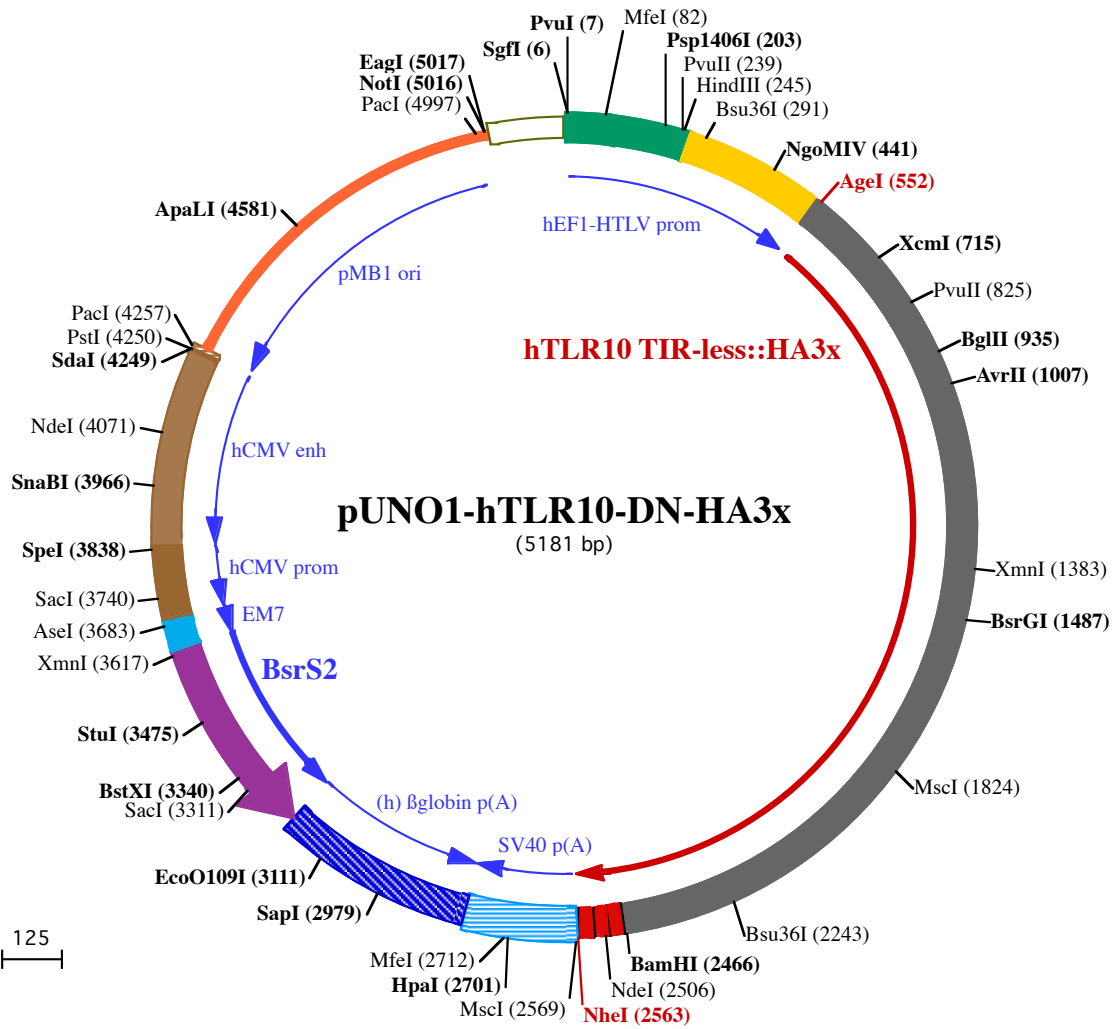 PvuI (7)
MfeI (82)
SgfI (6)
Psp1406I (203)
EagI (5017)
PvuII (239)
NotI (5016)
HindIII (245)
PacI (4997)
Bsu36I (291)
NgoMIV (441)
AgeI (552)
ApaLI (4581)
hEF1-HTLV prom
XcmI (715)
pMB1 ori
PvuII (825)
PacI (4257)
PstI (4250)
SdaI (4249)
hTLR10 TIR-less::HA3x
BglII (935)
AvrII (1007)
NdeI (4071)
hCMV enh
SnaBI (3966)
pUNO1-hTLR10-DN-HA3x
(5181 bp)
SpeI (3838)
hCMV prom
XmnI (1383)
SacI (3740)
EM7
BsrGI (1487)
AseI (3683)
XmnI (3617)
BsrS2
StuI (3475)
MscI (1824)
BstXI (3340)
SacI (3311)
(h) ßglobin p(A)
SV40 p(A)
EcoO109I (3111)
SapI (2979)
Bsu36I (2243)
125
MfeI (2712)
BamHI (2466)
HpaI (2701)
NdeI (2506)
MscI (2569)
NheI (2563)